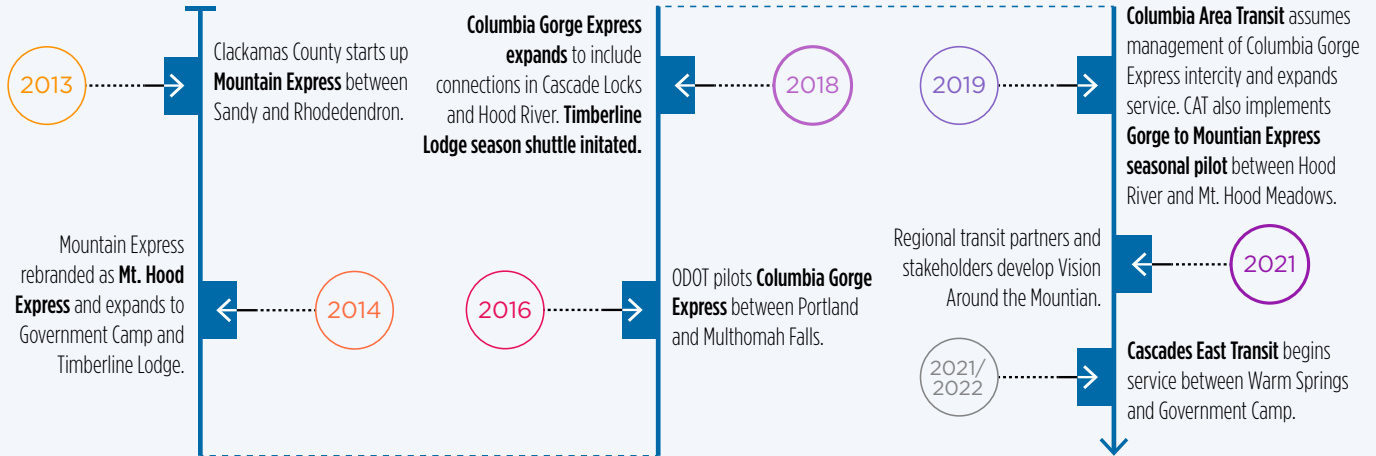 2013
Clackamas County starts up
Mountain Express between
Sandy and Rhodedendron.
2014
Mountain Express
rebranded as Mt. Hood
Express and expands to
Government Camp and
Timberline Lodge.
2016
ODOT pilots Columbia Gorge
Express between Portland
and Multhomah Falls.
2018
Columbia Gorge Express
expands to include
connections in Cascade Locks
and Hood River. Timberline
Lodge season shuttle initated.
2019
Columbia Area Transit assumes
management of Columbia Gorge
Express intercity and expands
service. CAT also implements
Gorge to Mountian Express
seasonal pilot between Hood
River and Mt. Hood Meadows.
2021
Regional transit partners and
stakeholders develop Vision
Around the Mountian.
2021/
2022
Cascades East Transit begins
service between Warm Springs
and Government Camp.